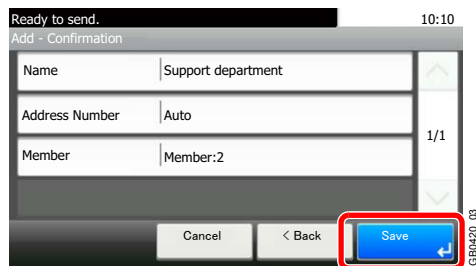 Ready to send. 10:10
Add - Confirmation
Name Support department
Address Number Auto
Member Member:2
1/1
Cancel < Back Save
GB0420_03